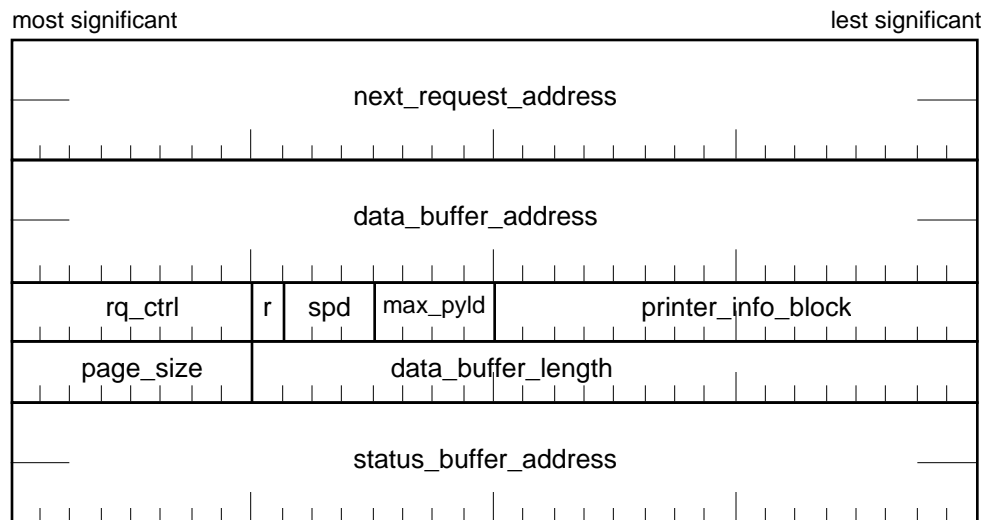 most significant lest significant
next_request_address
data_buffer_address
rq_ctrl r spd max_pyld printer_info_block
page_size data_buffer_length
status_buffer_address